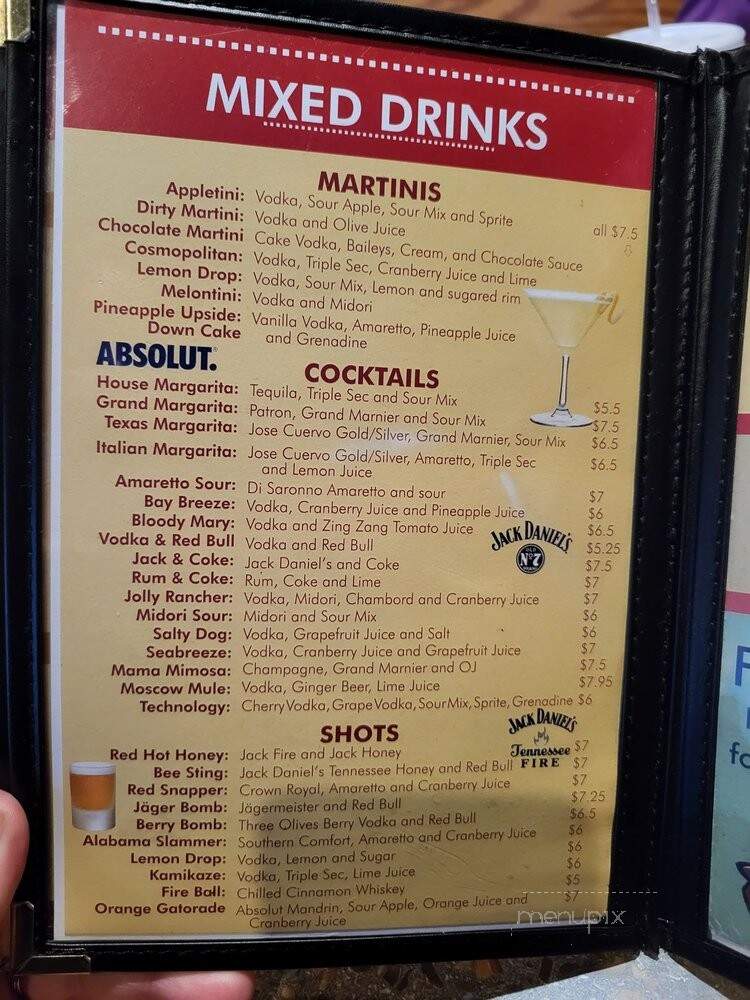 MIXED DRINKS
MARTINIS
all $7.5
Appletini: Vodka, Sour Apple, Sour Mix and Sprite
Dirty Martini: Vodka and Olive Juice
Chocolate Martini Cake Vodka, Baileys, Cream, and Chocolate Sauce
Cosmopolitan: Vodka, Triple Sec, Cranberry Juice and Lime
Lemon Drop: Vodka, Sour Mix, Lemon and sugared rim
Melontini: Vodka and Midori
Pineapple Upside: Vanilla Vodka, Amaretto, Pineapple Juice
Down Cake and Grenadine
ABSOLUT.
COCKTAILS
House Margarita: Tequila, Triple Sec and Sour Mix $5.5
Grand Margarita: Patron, Grand Marnier and Sour Mix $7.5
Texas Margarita: Jose Cuervo Gold/Silver, Grand Marnier, Sour Mix $6.5
Italian Margarita: Jose Cuervo Gold/Silver, Amaretto, Triple Sec $6.5
and Lemon Juice
Amaretto Sour: Di Saronno Amaretto and sour $7
Bay Breeze: Vodka, Cranberry Juice and Pineapple Juice $6
Bloody Mary: Vodka and Zing Zang Tomato Juice $6.5
Vodka & Red Bull Vodka and Red Bull $5.25
Jack & Coke: Jack Daniel's and Coke $7.5
Rum & Coke: Rum, Coke and Lime $7
Jolly Rancher: Vodka, Midori, Chambord and Cranberry Juice $7
Midori Sour: Midori and Sour Mix $6
Salty Dog: Vodka, Grapefruit Juice and Salt $6
Seabreeze: Vodka, Cranberry Juice and Grapefruit Juice $7
Mama Mimosa: Champagne, Grand Marnier and OJ $7.5
Moscow Mule: Vodka, Ginger Beer, Lime Juice $7.95
Technology: Cherry Vodka, Grape Vodka, Sour Mix, Sprite, Grenadine $6
JACK DANIEL'S
OLD
No 7
JACK DANIEL'S
Tennessee
FIRE
SHOTS
Red Hot Honey: Jack Fire and Jack Honey $7
Bee Sting: Jack Daniel's Tennessee Honey and Red Bull $7
Red Snapper: Crown Royal, Amaretto and Cranberry Juice $7
Jäger Bomb: Jägermeister and Red Bull $7.25
Berry Bomb: Three Olives Berry Vodka and Red Bull $6.5
Alabama Slammer: Southern Comfort, Amaretto and Cranberry Juice $6
Lemon Drop: Vodka, Lemon and Sugar $6
Kamikaze: Vodka, Triple Sec, Lime Juice $6
Fire Ball: Chilled Cinnamon Whiskey $5
Orange Gatorade Absolut Mandrin, Sour Apple, Orange Juice and $7
Cranberry Juice
menupix